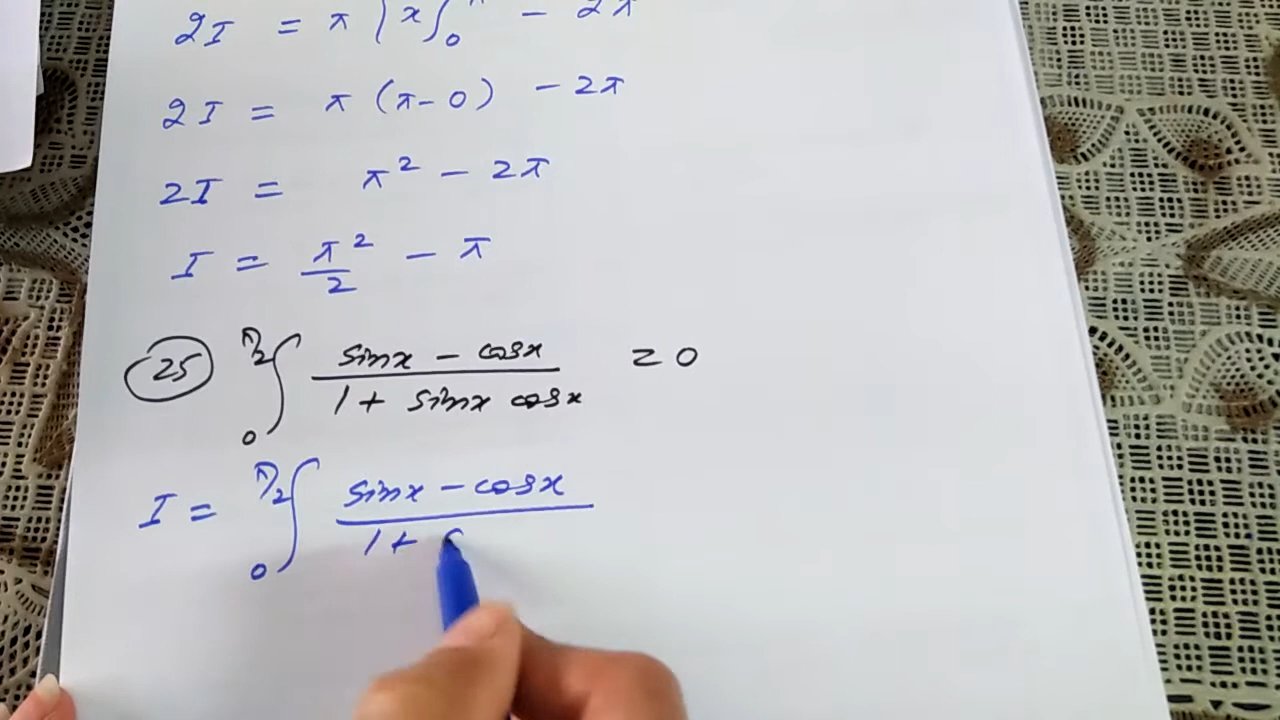 2I = π [x]₀^π - 2π
2I = π (π - 0) - 2π
2I = π² - 2π
I = π²/2 - π
(25) ∫₀^π/2 (sinx - cosx)/(1 + sinx cosx) = 0
I = ∫₀^π/2 (sinx - cosx)/(1 +